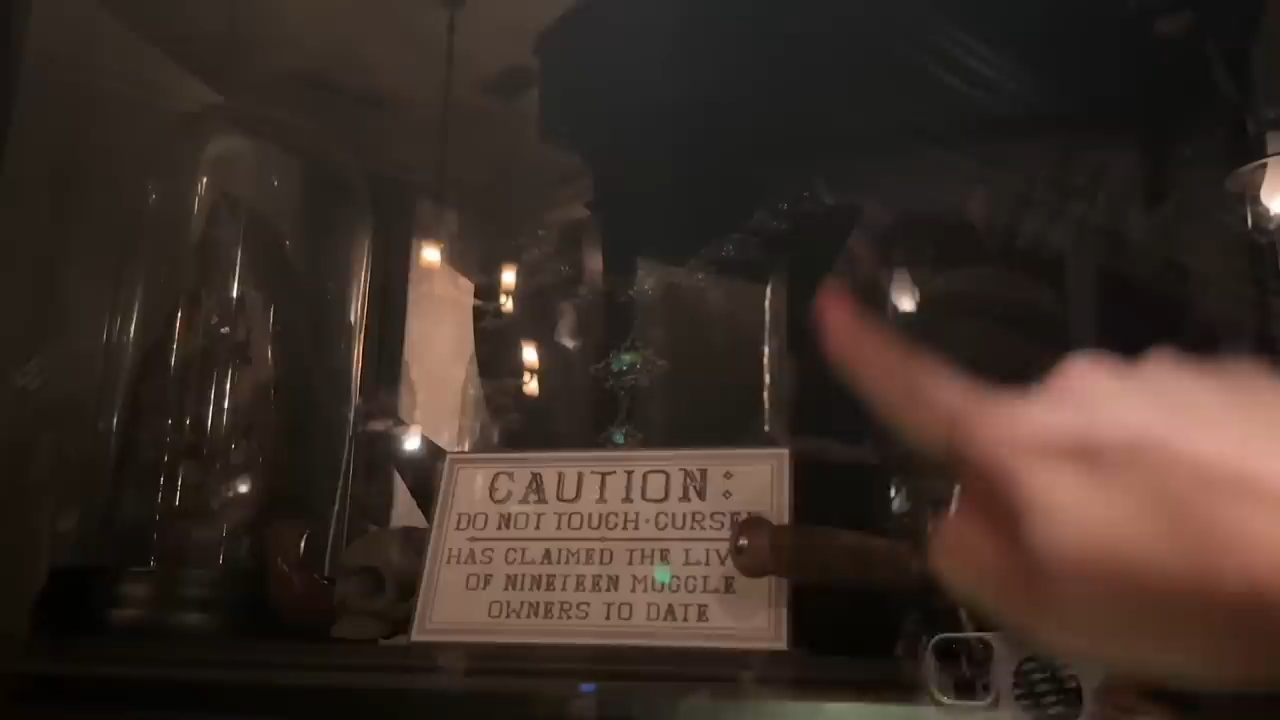 CAUTION:
DO NOT TOUCH·CURSE
HAS CLAIMED THE LIV
OF NINETEEN MUGGLE
OWNERS TO DATE